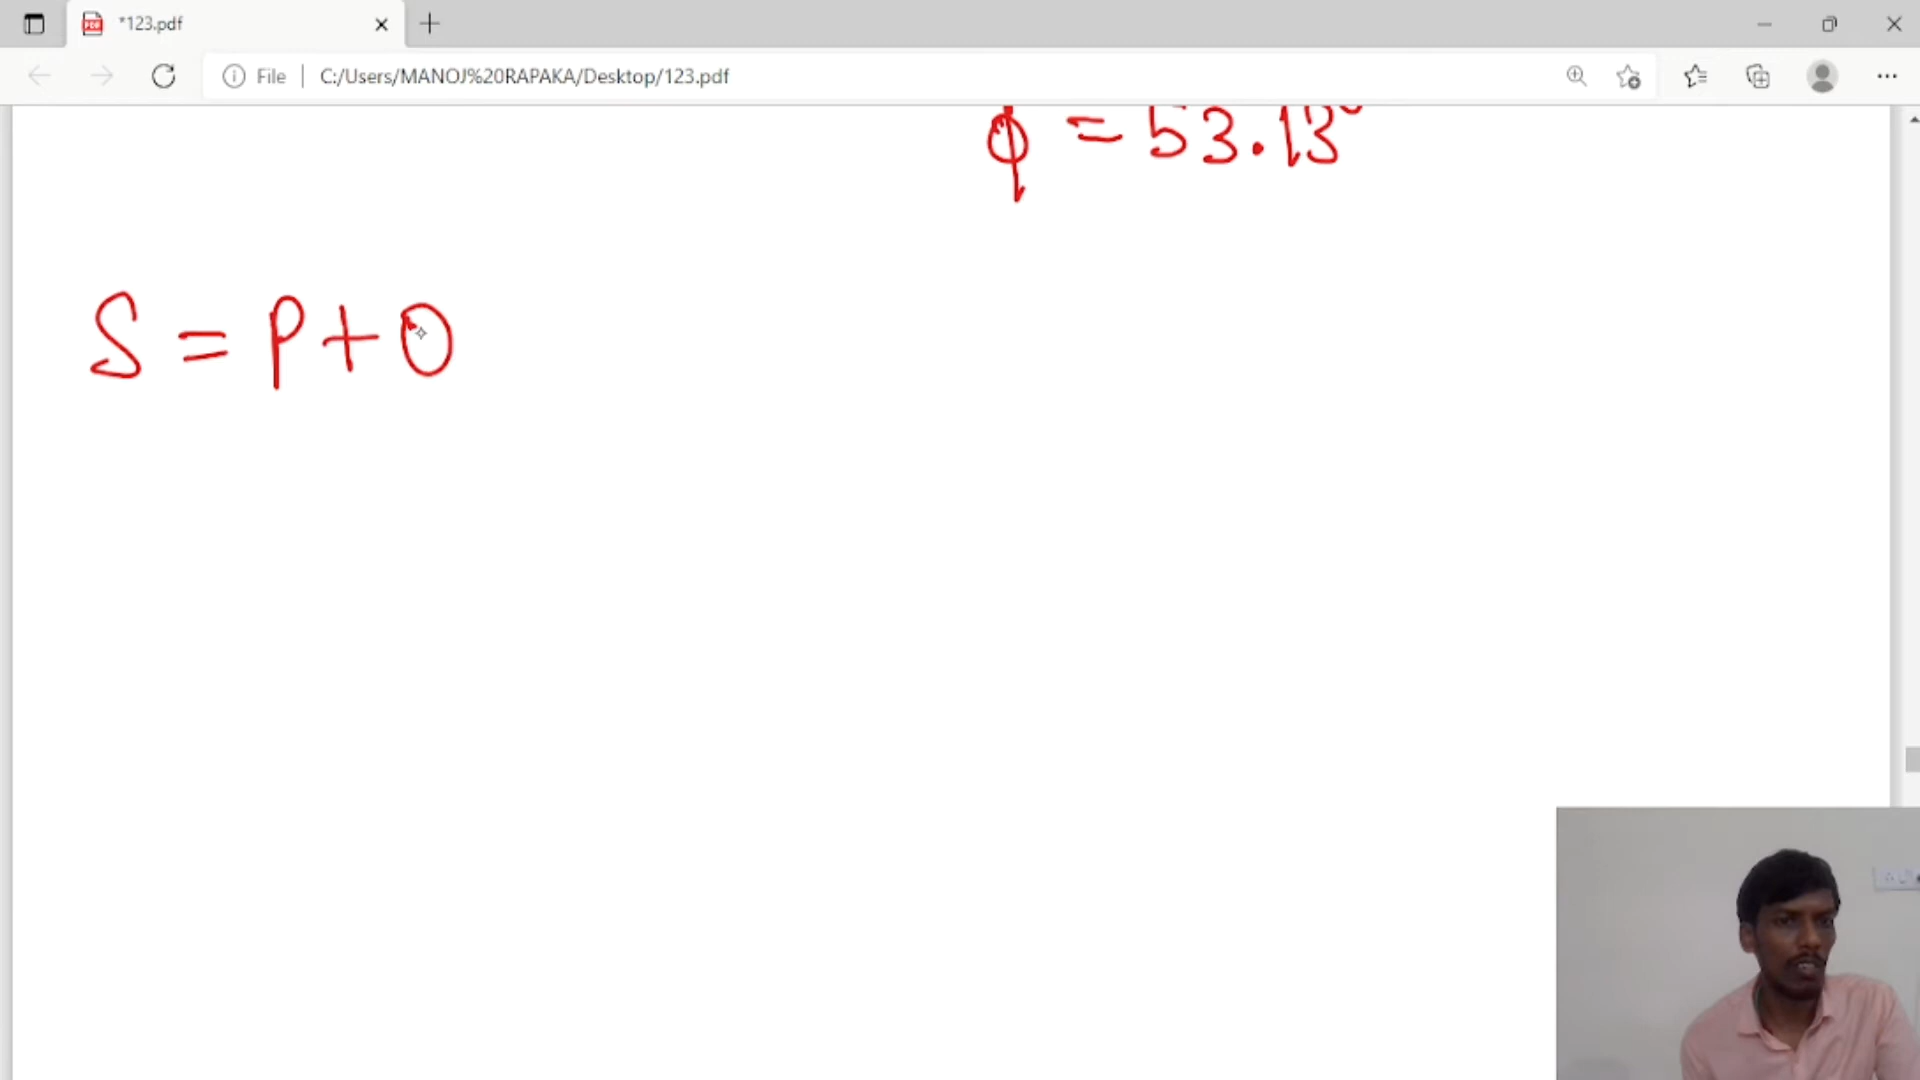 *123.pdf
File
C:/Users/MANOJ%20RAPAKA/Desktop/123.pdf
φ = 53.13°
S = P + O